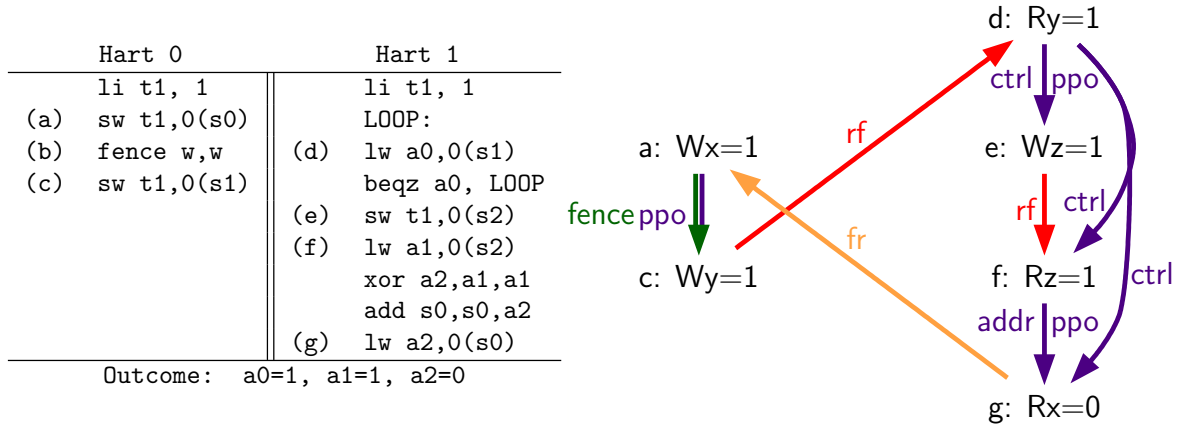 Hart 0 Hart 1
li t1, 1 li t1, 1
(a) sw t1,0(s0) LOOP:
(b) fence w,w (d) lw a0,0(s1)
(c) sw t1,0(s1) beqz a0, LOOP
(e) sw t1,0(s2)
(f) lw a1,0(s2)
xor a2,a1,a1
add s0,s0,a2
(g) lw a2,0(s0)
Outcome: a0=1, a1=1, a2=0
d: Ry=1
ctrl ppo
rf
a: Wx=1
e: Wz=1
fence ppo
rf
ctrl
fr
c: Wy=1
f: Rz=1
ctrl
addr ppo
g: Rx=0